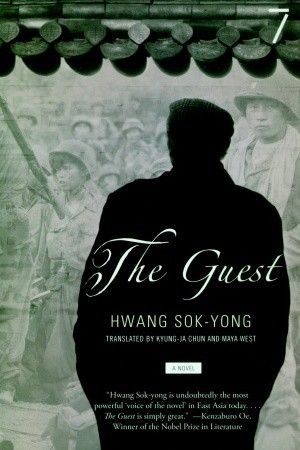 7
The Guest
HWANG SOK-YONG
TRANSLATED BY KYUNG-JA CHUN AND MAYA WEST
A NOVEL
"Hwang Sok-yong is undoubtedly the most
powerful 'voice of the novel' in East Asia today. . . .
The Guest is simply great." —Kenzaburo Oe,
Winner of the Nobel Prize in Literature